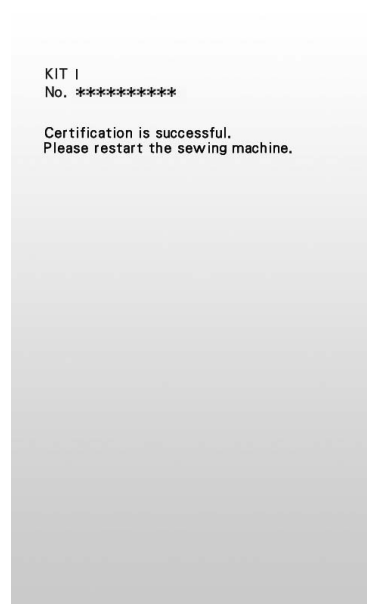 KIT I
No. **********
Certification is successful.
Please restart the sewing machine.